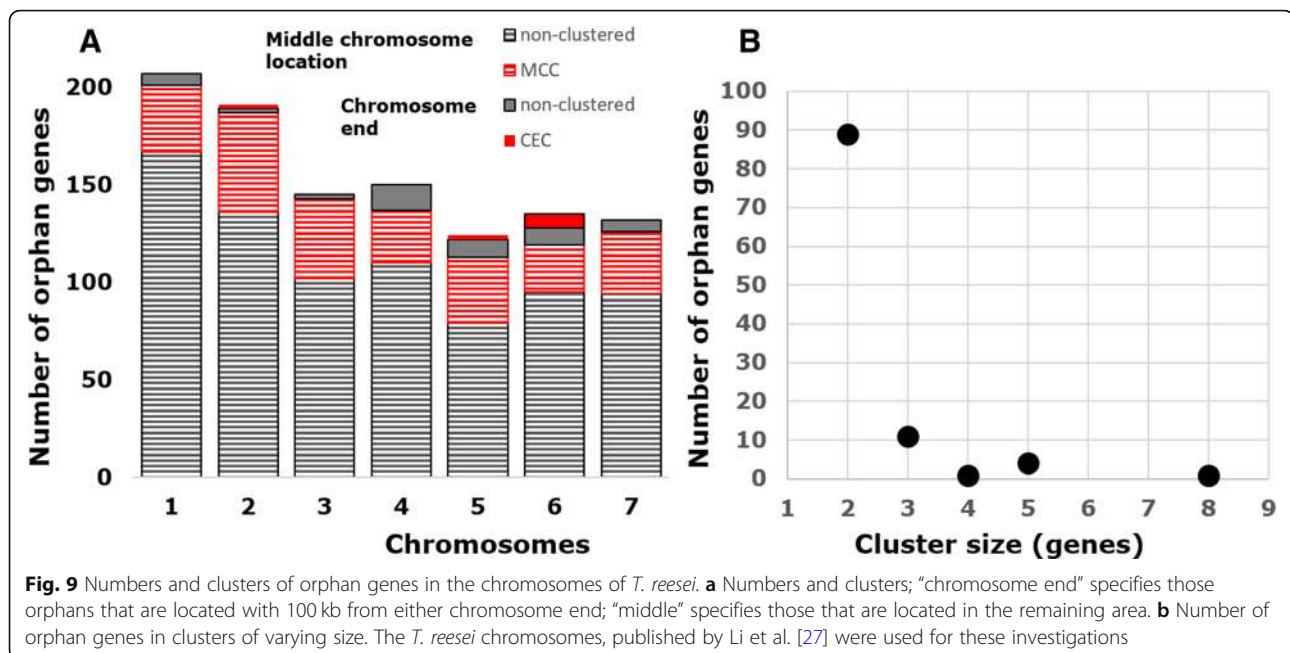 A
Middle chromosome
location
non-clustered
MCC
Chromosome
end
non-clustered
CEC
Number of orphan genes
200
150
100
50
0
1 2 3 4 5 6 7
Chromosomes
B
Number of orphan genes
100
90
80
70
60
50
40
30
20
10
0
1 2 3 4 5 6 7 8 9
Cluster size (genes)
Fig. 9 Numbers and clusters of orphan genes in the chromosomes of T. reesei. a Numbers and clusters; “chromosome end” specifies those
orphans that are located with 100 kb from either chromosome end; “middle” specifies those that are located in the remaining area. b Number of
orphan genes in clusters of varying size. The T. reesei chromosomes, published by Li et al. [27] were used for these investigations